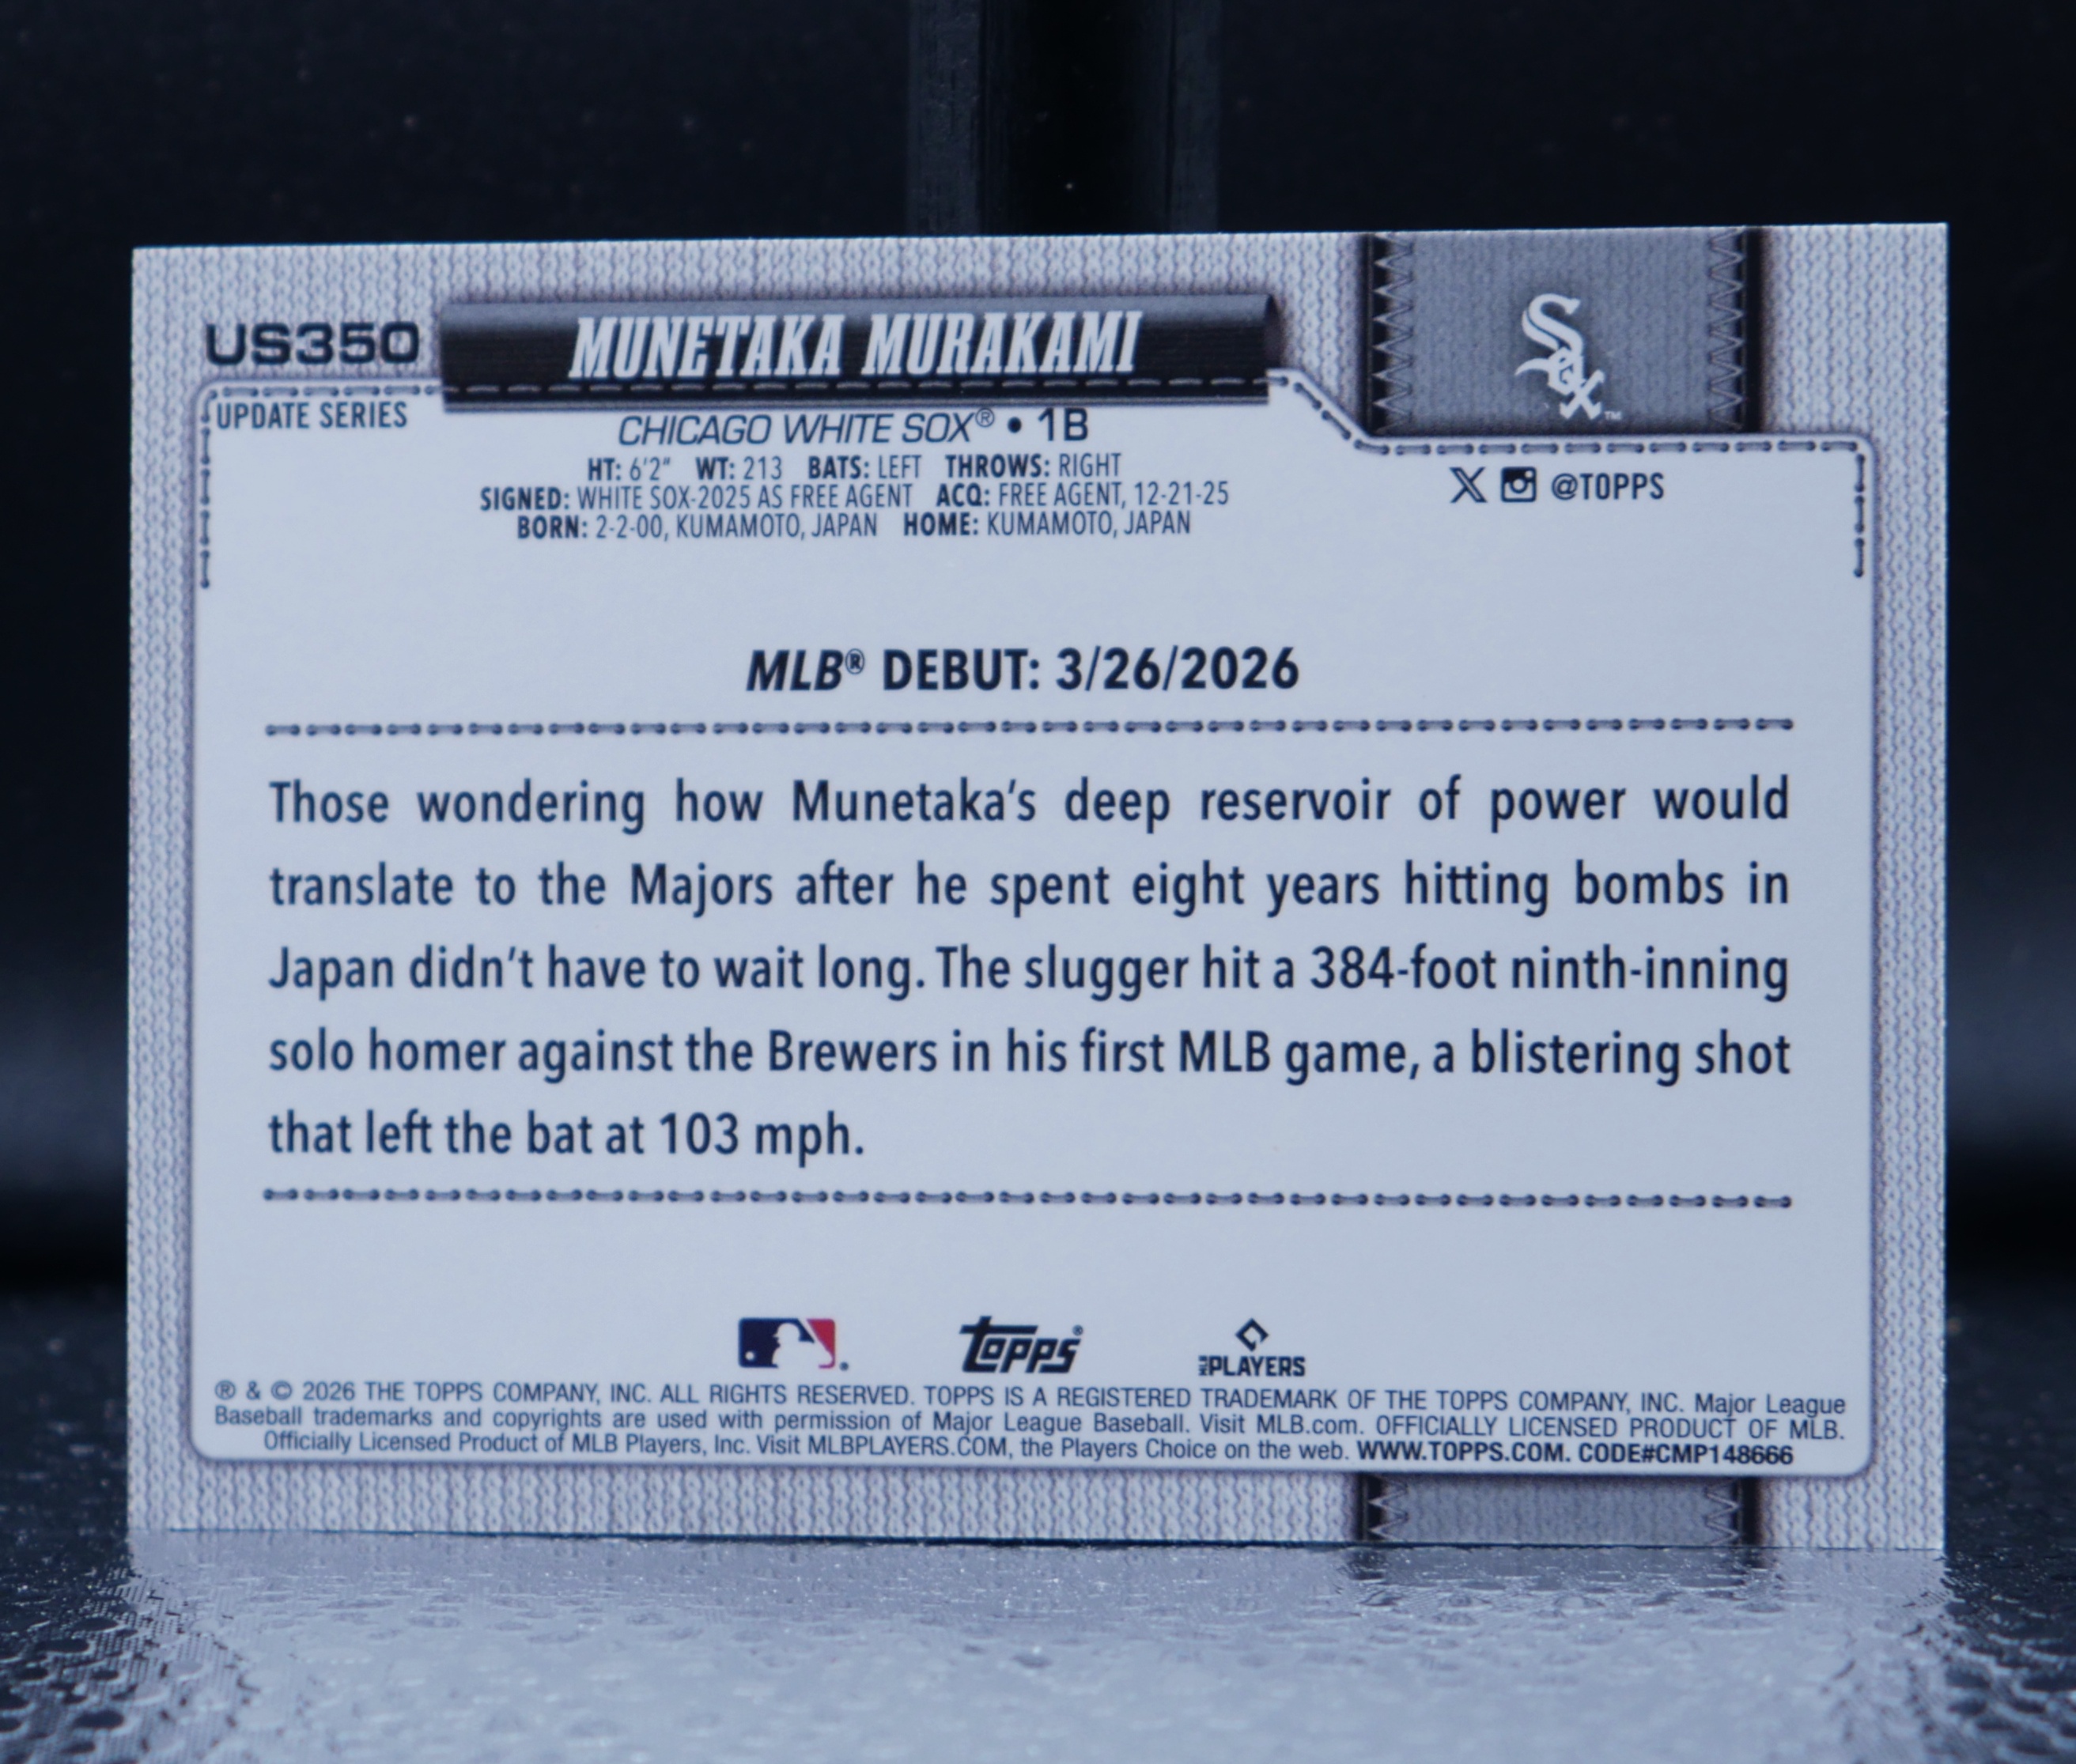 US350
MUNETAKA MURAKAMI
Sox™
UPDATE SERIES
CHICAGO WHITE SOX® • 1B
HT: 6'2" WT: 213 BATS: LEFT THROWS: RIGHT
SIGNED: WHITE SOX-2025 AS FREE AGENT ACQ: FREE AGENT, 12-21-25
BORN: 2-2-00, KUMAMOTO, JAPAN HOME: KUMAMOTO, JAPAN
X @TOPPS
MLB® DEBUT: 3/26/2026
Those wondering how Munetaka's deep reservoir of power would
translate to the Majors after he spent eight years hitting bombs in
Japan didn't have to wait long. The slugger hit a 384-foot ninth-inning
solo homer against the Brewers in his first MLB game, a blistering shot
that left the bat at 103 mph.
topps®
MLB PLAYERS
® & © 2026 THE TOPPS COMPANY, INC. ALL RIGHTS RESERVED. TOPPS IS A REGISTERED TRADEMARK OF THE TOPPS COMPANY, INC. Major League
Baseball trademarks and copyrights are used with permission of Major League Baseball. Visit MLB.com. OFFICIALLY LICENSED PRODUCT OF MLB.
Officially Licensed Product of MLB Players, Inc. Visit MLBPLAYERS.COM, the Players Choice on the web. WWW.TOPPS.COM. CODE#CMP148666